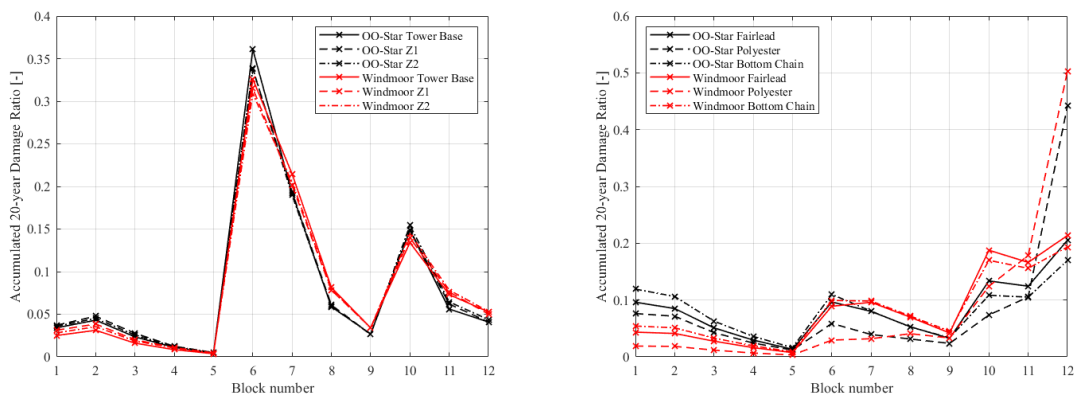 Accumulated 20-year Damage Ratio [-]
0.4
0.35
0.3
0.25
0.2
0.15
0.1
0.05
0
OO-Star Tower Base
OO-Star Z1
OO-Star Z2
Windmoor Tower Base
Windmoor Z1
Windmoor Z2
1 2 3 4 5 6 7 8 9 10 11 12
Block number
Accumulated 20-year Damage Ratio [-]
0.6
0.5
0.4
0.3
0.2
0.1
0
OO-Star Fairlead
OO-Star Polyester
OO-Star Bottom Chain
Windmoor Fairlead
Windmoor Polyester
Windmoor Bottom Chain
1 2 3 4 5 6 7 8 9 10 11 12
Block number